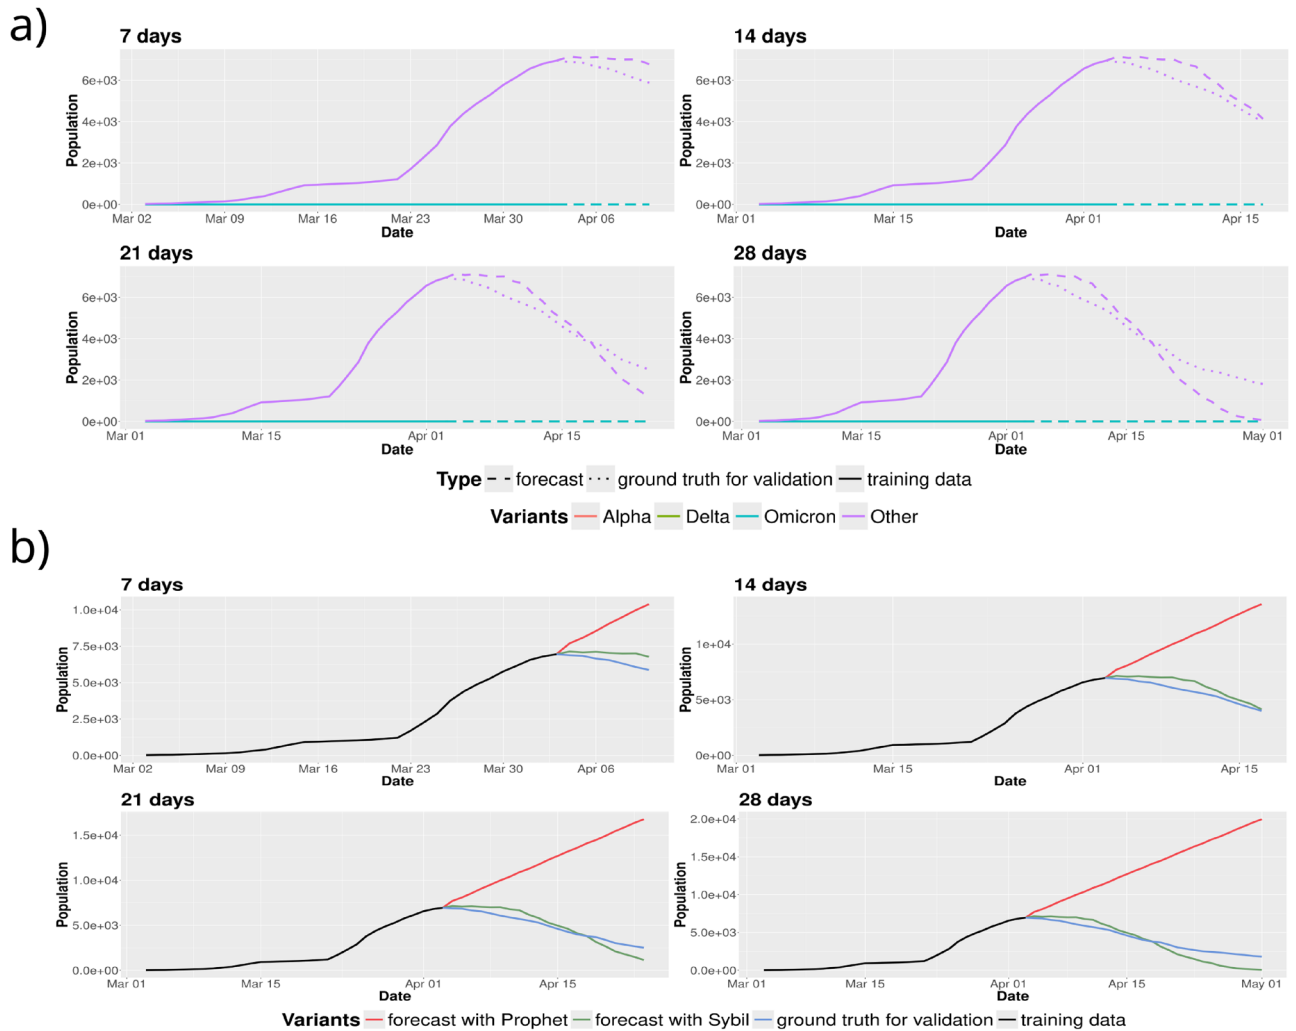 a)
7 days
Population
6e+03
4e+03
2e+03
0e+00
Mar 02 Mar 09 Mar 16 Mar 23 Mar 30 Apr 06
Date
14 days
Population
6e+03
4e+03
2e+03
0e+00
Mar 01 Mar 15 Apr 01 Apr 15
Date
21 days
Population
6e+03
4e+03
2e+03
0e+00
Mar 01 Mar 15 Apr 01 Apr 15
Date
28 days
Population
6e+03
4e+03
2e+03
0e+00
Mar 01 Mar 15 Apr 01 Apr 15 May 01
Date
Type forecast ground truth for validation training data
Variants Alpha Delta Omicron Other
b)
7 days
Population
1.0e+04
7.5e+03
5.0e+03
2.5e+03
0.0e+00
Mar 02 Mar 09 Mar 16 Mar 23 Mar 30 Apr 06
Date
14 days
Population
1e+04
5e+03
0e+00
Mar 01 Mar 15 Apr 01 Apr 15
Date
21 days
Population
1.5e+04
1.0e+04
5.0e+03
0.0e+00
Mar 01 Mar 15 Apr 01 Apr 15
Date
28 days
Population
2.0e+04
1.5e+04
1.0e+04
5.0e+03
0.0e+00
Mar 01 Mar 15 Apr 01 Apr 15 May 01
Date
Variants forecast with Prophet forecast with Sybil ground truth for validation training data